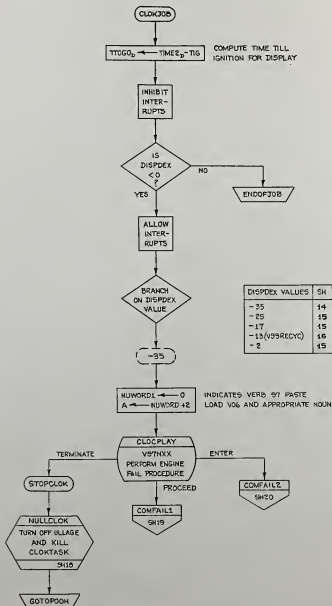 CLOKJOB
TTOGO_D ← TIME2_D - TIG
COMPUTE TIME TILL
IGNITION FOR DISPLAY
INHIBIT
INTER-
RUPTS
IS
DISPDEX
<0
?
NO
YES
ENDOFJOB
ALLOW
INTER-
RUPTS
BRANCH
ON DISPDEX
VALUE
DISPDEX VALUES SH
-35 14
-25 15
-17 15
-13 (V99RECYC) 16
-2 15
-35
NUWORD1 ← 0
A ← NUWORD+2
INDICATES VERB 97 PASTE
LOAD V06 AND APPROPRIATE NOUN
CLOCPLAY
V97NXX
PERFORM ENGINE
FAIL PROCEDURE
TERMINATE
ENTER
PROCEED
STOPCLOK
COMFAIL2
SH20
COMFAIL1
SH19
NULLCLOK
TURN OFF ULLAGE
AND KILL
CLOKTASK
SH18
GOTOPOOH